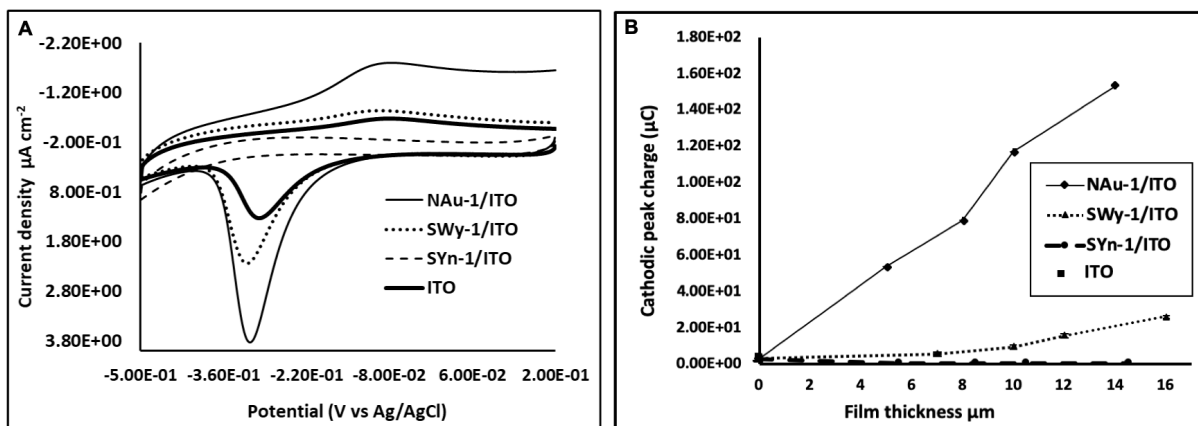 A
-2.20E+00
-1.20E+00
-2.00E-01
8.00E-01
1.80E+00
2.80E+00
3.80E+00
Current density µA cm-2
-5.00E-01 -3.60E-01 -2.20E-01 -8.00E-02 6.00E-02 2.00E-01
Potential (V vs Ag/AgCl)
NAu-1/ITO
SWy-1/ITO
SYn-1/ITO
ITO
B
1.80E+02
1.60E+02
1.40E+02
1.20E+02
1.00E+02
8.00E+01
6.00E+01
4.00E+01
2.00E+01
0.00E+00
Cathodic peak charge (µC)
0 2 4 6 8 10 12 14 16
Film thickness µm
NAu-1/ITO
SWy-1/ITO
SYn-1/ITO
ITO